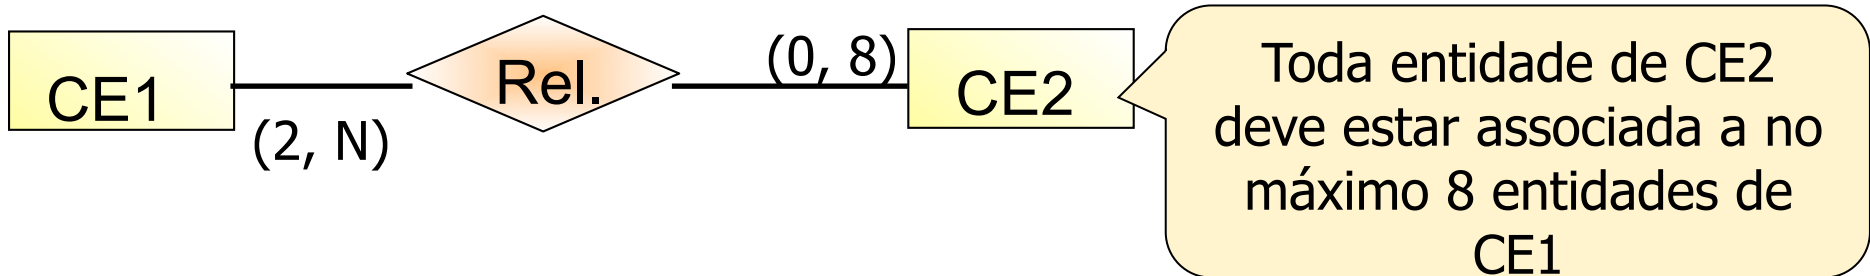 CE1
(2, N)
Rel.
(0, 8)
CE2
Toda entidade de CE2
deve estar associada a no
máximo 8 entidades de
CE1